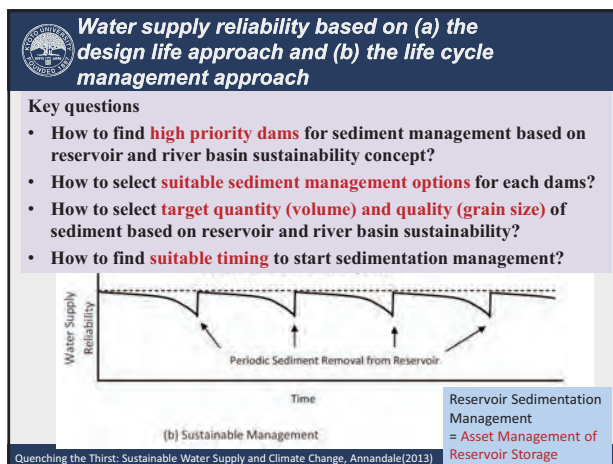 KYOTO UNIVERSITY
FOUNDED 1897
Water supply reliability based on (a) the
design life approach and (b) the life cycle
management approach
Key questions
• How to find high priority dams for sediment management based on
reservoir and river basin sustainability concept?
• How to select suitable sediment management options for each dams?
• How to select target quantity (volume) and quality (grain size) of
sediment based on reservoir and river basin sustainability?
• How to find suitable timing to start sedimentation management?
Water Supply
Reliability
Periodic Sediment Removal from Reservoir
Time
(b) Sustainable Management
Reservoir Sedimentation
Management
= Asset Management of
Reservoir Storage
Quenching the Thirst: Sustainable Water Supply and Climate Change, Annandale(2013)